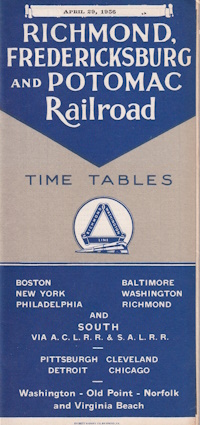 APRIL 29, 1956
RICHMOND,
FREDERICKSBURG
AND POTOMAC
Railroad
TIME TABLES
LINE
BOSTON BALTIMORE
NEW YORK WASHINGTON
PHILADELPHIA RICHMOND
AND
SOUTH
VIA A. C. L. R. R. & S. A. L. R. R.
PITTSBURGH CLEVELAND
DETROIT CHICAGO
Washington - Old Point - Norfolk
and Virginia Beach